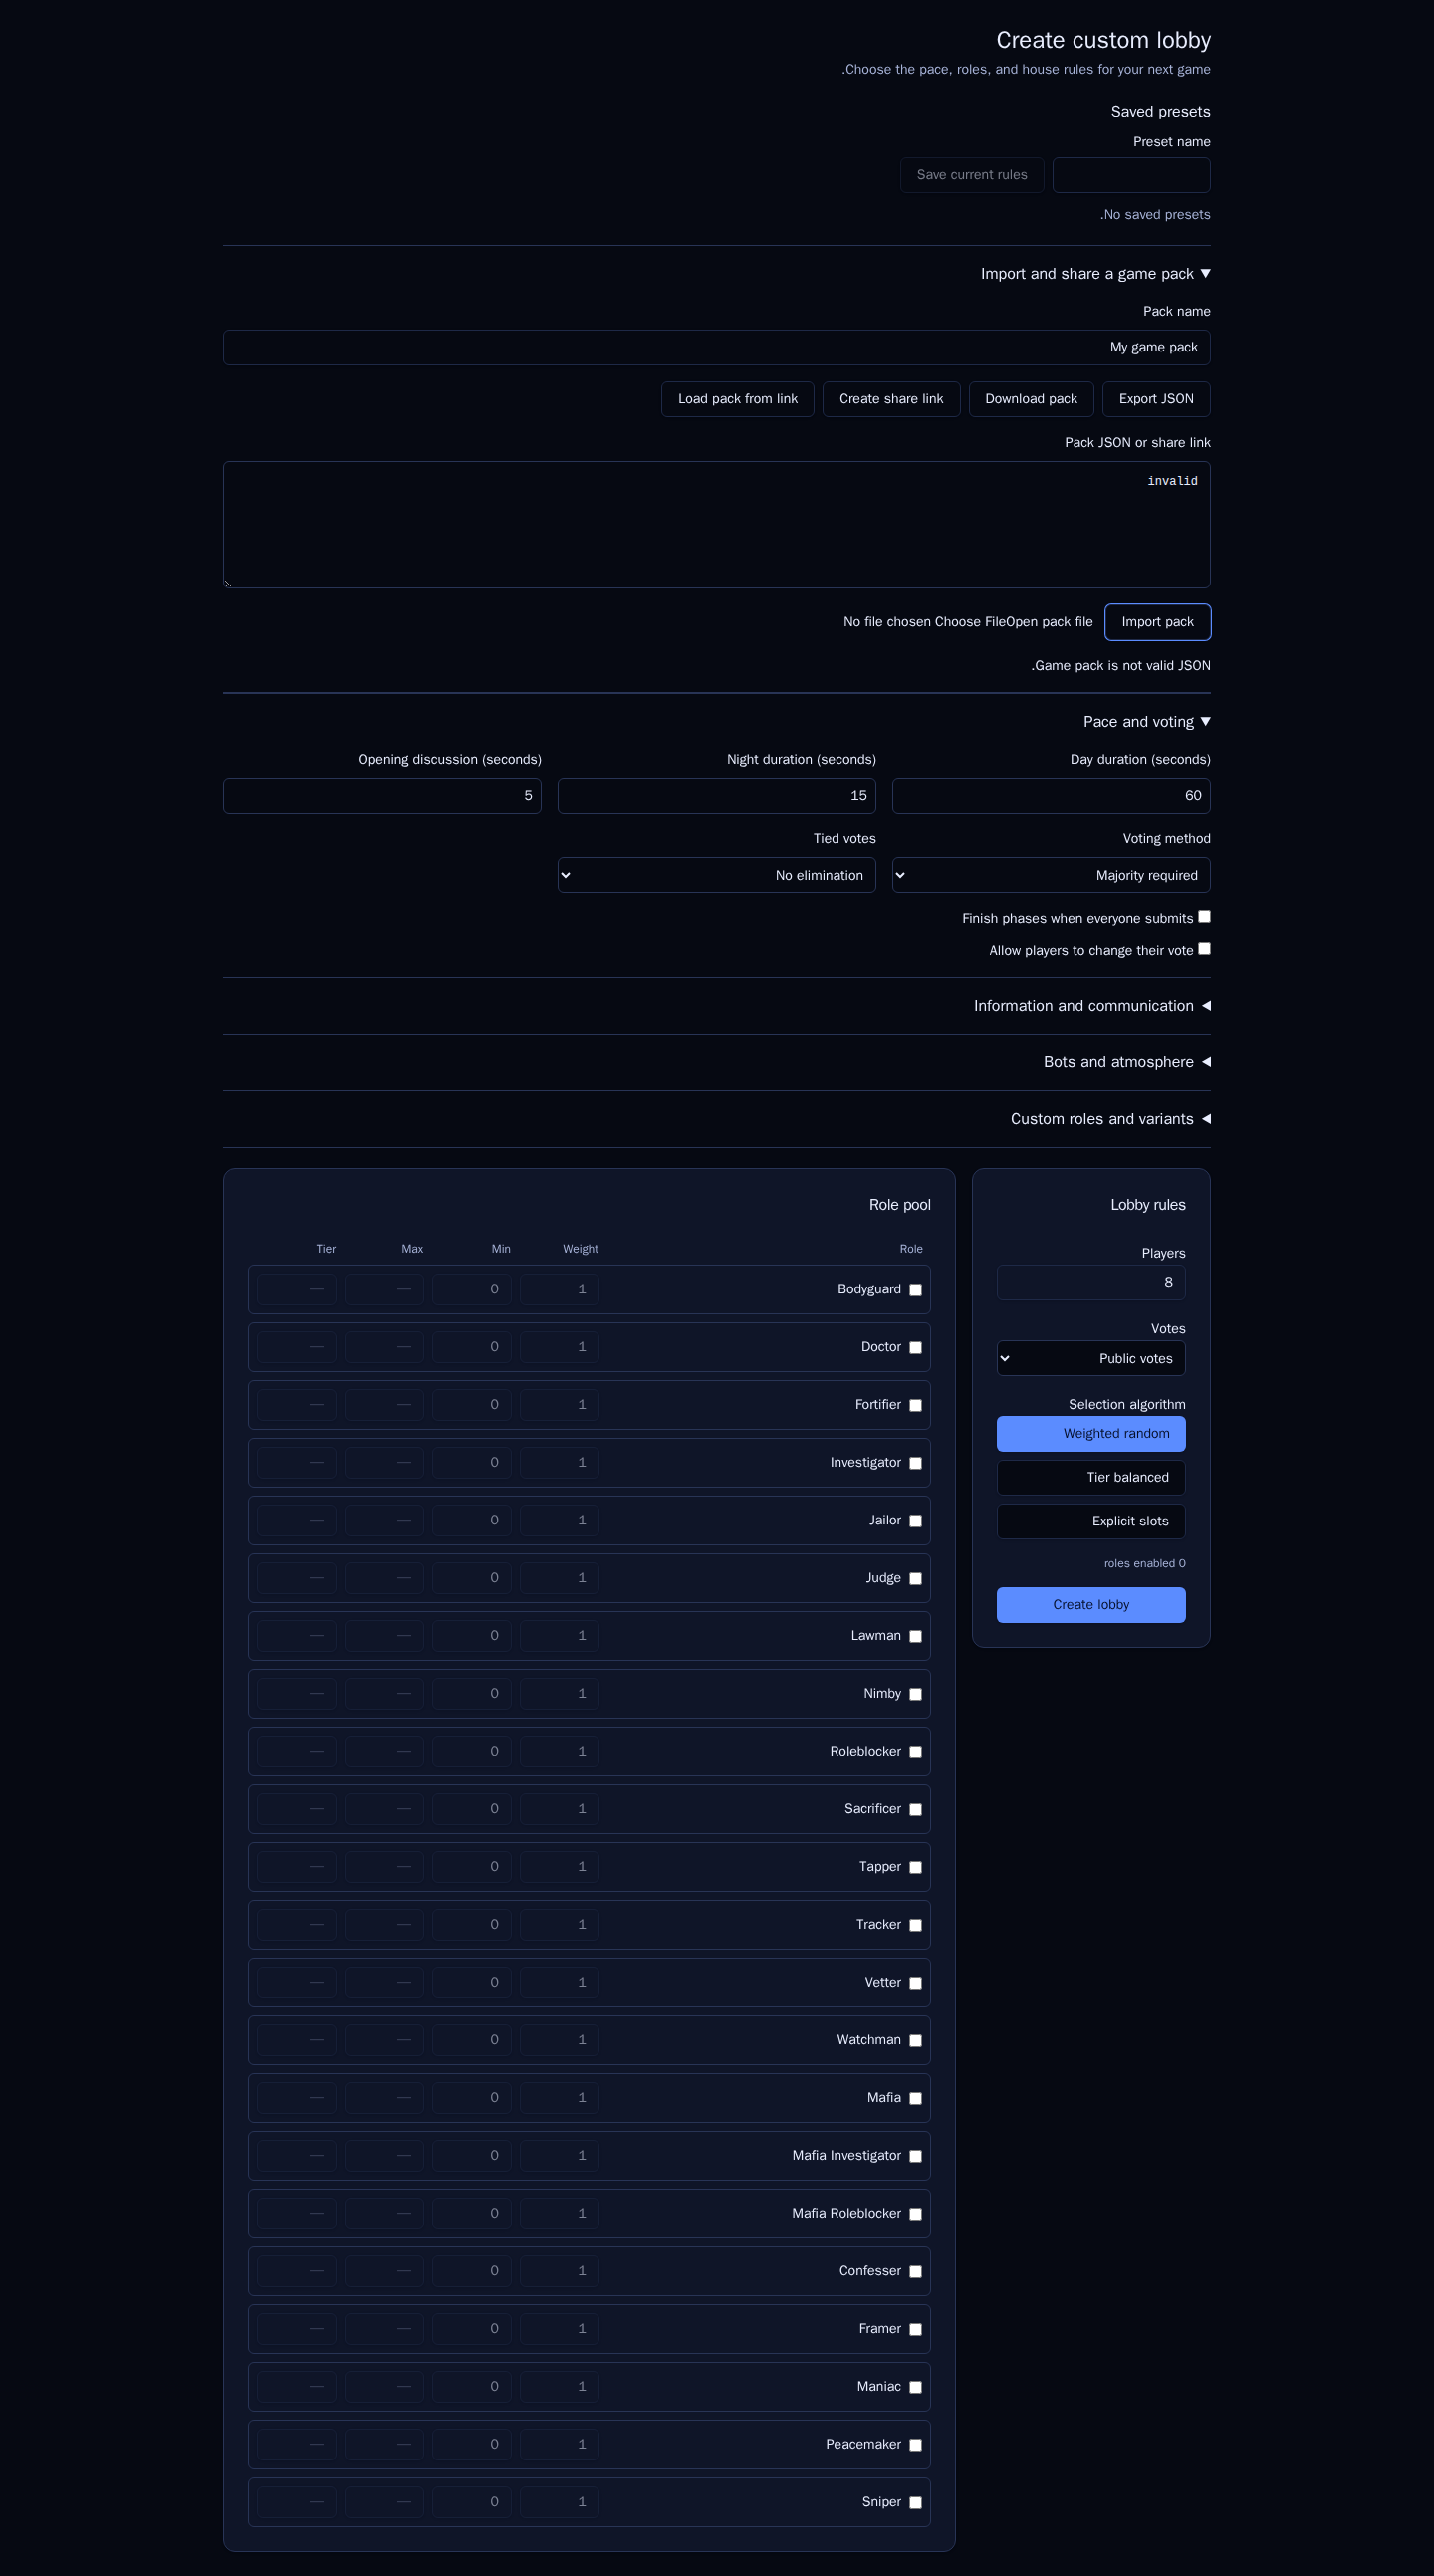 Create custom lobby
.Choose the pace, roles, and house rules for your next game
Saved presets
Preset name
Save current rules
.No saved presets
Import and share a game pack
Pack name
My game pack
Export JSON Download pack Create share link Load pack from link
Pack JSON or share link
invalid
Import pack No file chosen Choose FileOpen pack file
.Game pack is not valid JSON
Pace and voting
Day duration (seconds) Night duration (seconds) Opening discussion (seconds)
60 15 5
Voting method Tied votes
Majority required No elimination
Finish phases when everyone submits
Allow players to change their vote
Information and communication
Bots and atmosphere
Custom roles and variants
Lobby rules
Players
8
Votes
Public votes
Selection algorithm
Weighted random
Tier balanced
Explicit slots
roles enabled 0
Create lobby
Role pool
Role Weight Min Max Tier
Bodyguard 1 0 — —
Doctor 1 0 — —
Fortifier 1 0 — —
Investigator 1 0 — —
Jailor 1 0 — —
Judge 1 0 — —
Lawman 1 0 — —
Nimby 1 0 — —
Roleblocker 1 0 — —
Sacrificer 1 0 — —
Tapper 1 0 — —
Tracker 1 0 — —
Vetter 1 0 — —
Watchman 1 0 — —
Mafia 1 0 — —
Mafia Investigator 1 0 — —
Mafia Roleblocker 1 0 — —
Confesser 1 0 — —
Framer 1 0 — —
Maniac 1 0 — —
Peacemaker 1 0 — —
Sniper 1 0 — —